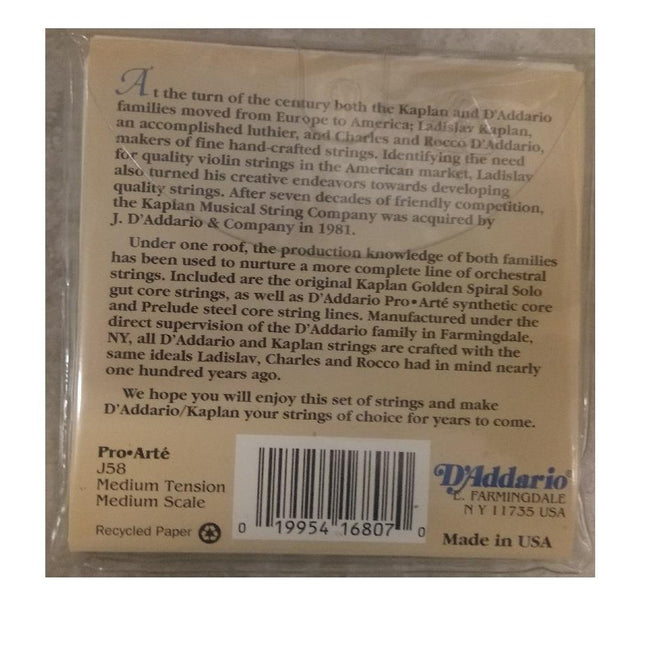 At the turn of the century both the Kaplan and D'Addario
families moved from Europe to America; Ladislav Kaplan,
an accomplished luthier, and Charles and Rocco D'Addario,
makers of fine hand-crafted strings. Identifying the need
for quality violin strings in the American market, Ladislav
also turned his creative endeavors towards developing
quality strings. After seven decades of friendly competition,
the Kaplan Musical String Company was acquired by
J. D'Addario & Company in 1981.
Under one roof, the production knowledge of both families
has been used to nurture a more complete line of orchestral
strings. Included are the original Kaplan Golden Spiral Solo
gut core strings, as well as D'Addario Pro•Arté synthetic core
and Prelude steel core string lines. Manufactured under the
direct supervision of the D'Addario family in Farmingdale,
NY, all D'Addario and Kaplan strings are crafted with the
same ideals Ladislav, Charles and Rocco had in mind nearly
one hundred years ago.
We hope you will enjoy this set of strings and make
D'Addario/Kaplan your strings of choice for years to come.
Pro•Arté
J58
Medium Tension
Medium Scale
Recycled Paper
0 19954 16807 0
D'Addario®
E. FARMINGDALE
NY 11735 USA
Made in USA